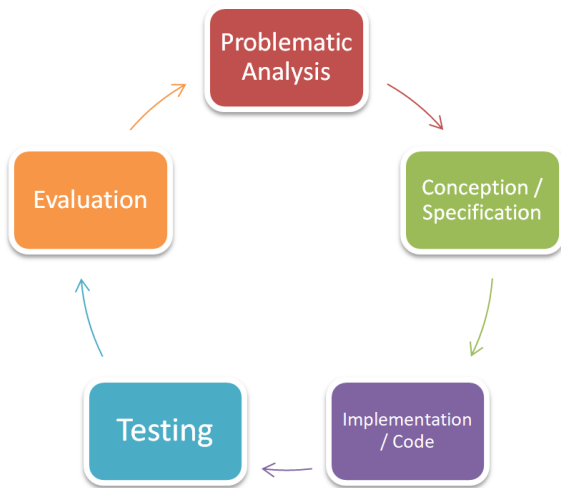 Problematic
Analysis
Conception /
Specification
Implementation
/ Code
Testing
Evaluation